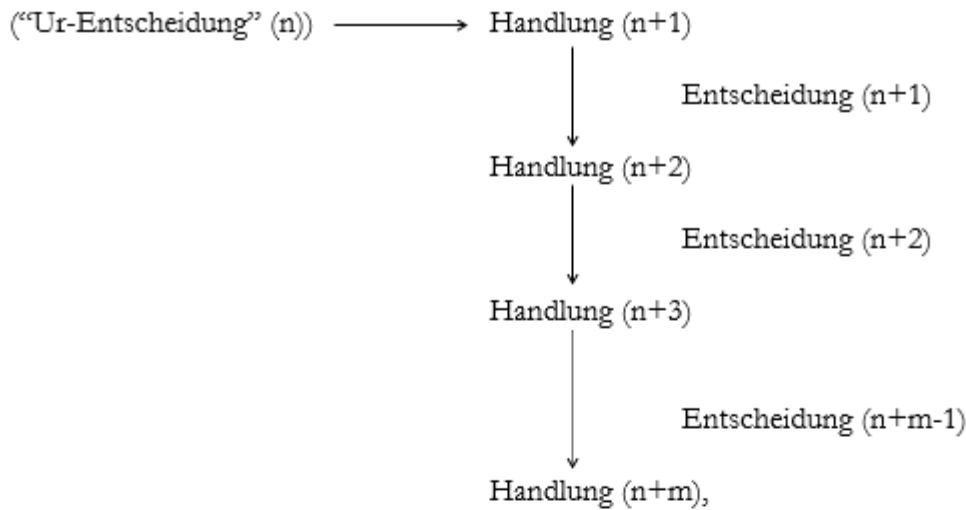 (“Ur-Entscheidung” (n)) Handlung (n+1)
Entscheidung (n+1)
Handlung (n+2)
Entscheidung (n+2)
Handlung (n+3)
Entscheidung (n+m-1)
Handlung (n+m),